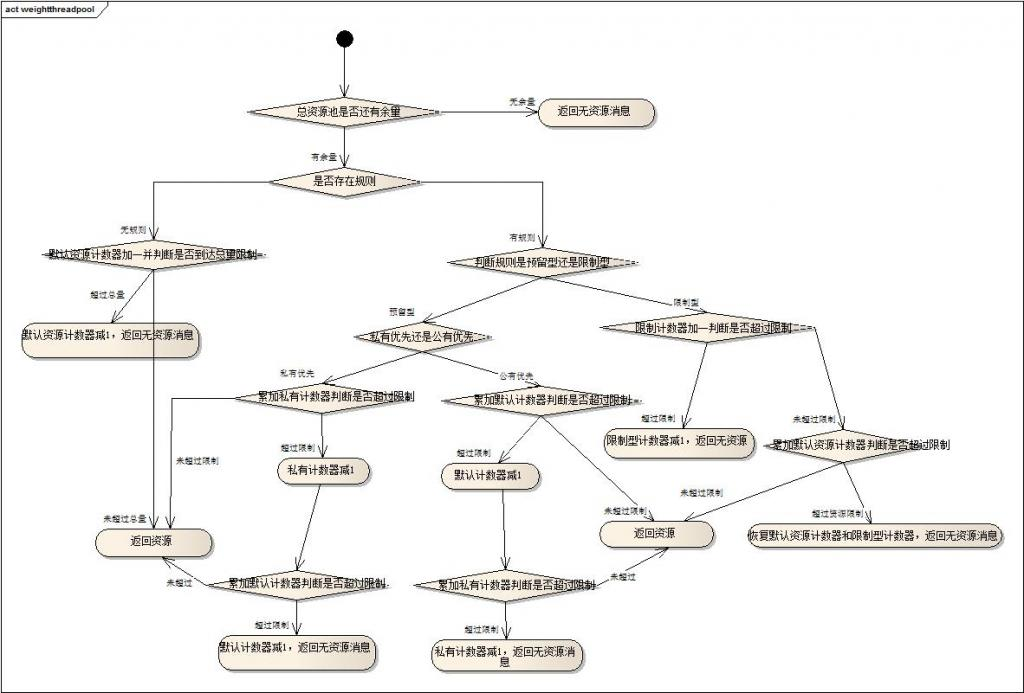 act weightthreadpool
总资源池是否还有余量
无余量
返回无资源消息
有余量
是否存在规则
无规则
有规则
默认资源计数器加一并判断是否到达总量限制
判断规则是预留型还是限制型
超过总量
预留型
限制型
默认资源计数器减1，返回无资源消息
私有优先还是公有优先
限制计数器加一判断是否超过限制
私有优先
公有优先
累加私有计数器判断是否超过限制
累加默认计数器判断是否超过限制
超过限制
未超过限制
限制型计数器减1，返回无资源
累加默认资源计数器判断是否超过限制
未超过限制
超过限制
私有计数器减1
超过限制
默认计数器减1
未超过限制
未超过总量
返回资源
未超过限制
返回资源
超过资源限制
恢复默认资源计数器和限制型计数器，返回无资源消息
未超过
累加默认计数器判断是否超过限制
累加私有计数器判断是否超过限制
未超过
超过限制
默认计数器减1，返回无资源消息
超过限制
私有计数器减1，返回无资源消
息